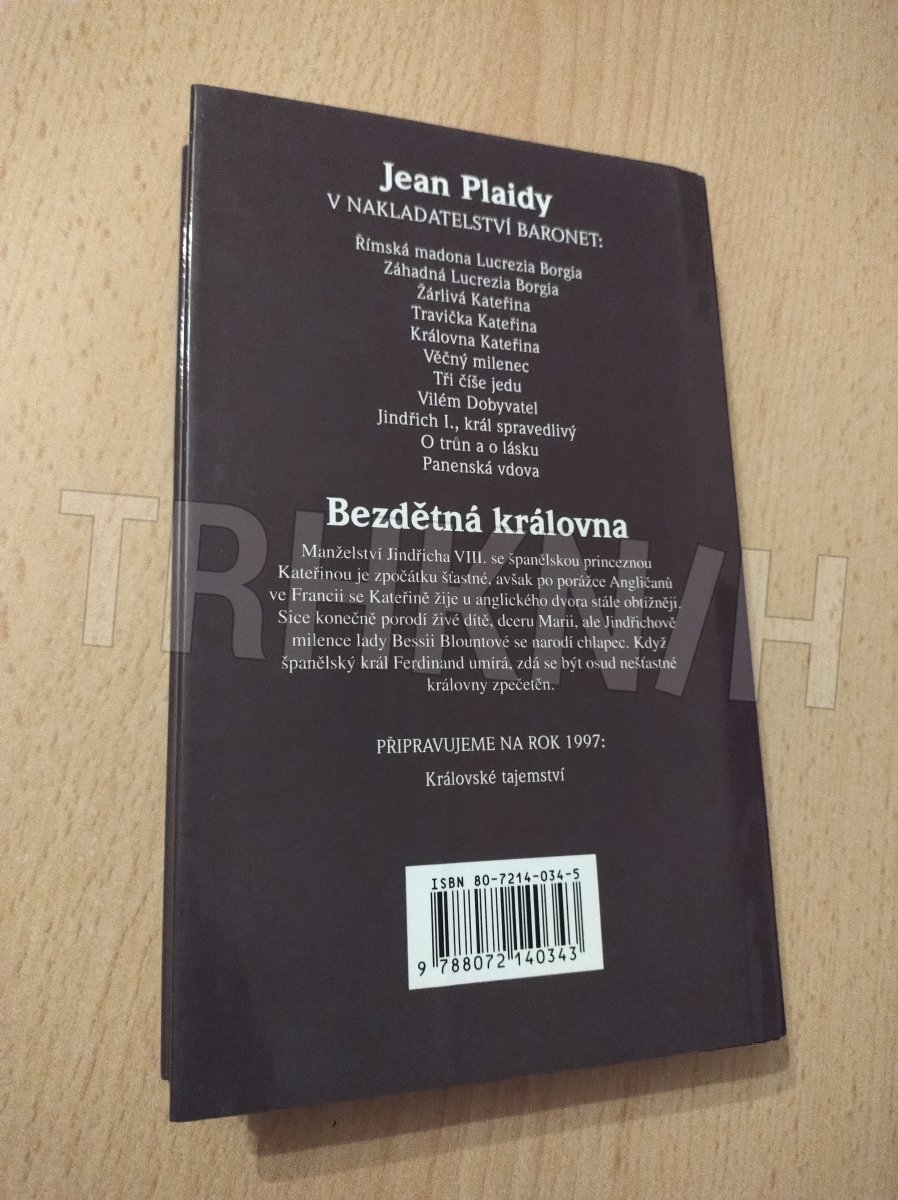 Jean Plaidy
V NAKLADATELSTVÍ BARONET:
Římská madona Lucrezia Borgia
Záhadná Lucrezia Borgia
Žárlivá Kateřina
Travička Kateřina
Královna Kateřina
Věčný milenec
Tři číše jedu
Vilém Dobyvatel
Jindřich I., král spravedlivý
O trůn a o lásku
Panenská vdova
Bezdětná královna
Manželství Jindřicha VIII. se španělskou princeznou
Kateřinou je zpočátku šťastné, avšak po porážce Angličanů
ve Francii se Kateřině žije u anglického dvora stále obtížněji.
Sice konečně porodí živé dítě, dceru Marii, ale Jindřichově
milence lady Bessii Blountové se narodí chlapec. Když
španělský král Ferdinand umírá, zdá se být osud nešťastné
královny zpečetěn.
PŘIPRAVUJEME NA ROK 1997:
Královské tajemství
ISBN 80-7214-034-5
9 788072 140343
TRHKNIH